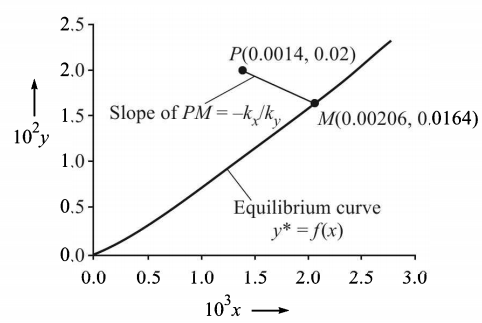 2.5
P(0.0014, 0.02)
2.0
Slope of PM = –kₓ/kᵧ
1.5
M(0.00206, 0.0164)
10²y
1.0
0.5
Equilibrium curve
y* = f(x)
0.0
0.0 0.5 1.0 1.5 2.0 2.5 3.0
10³x